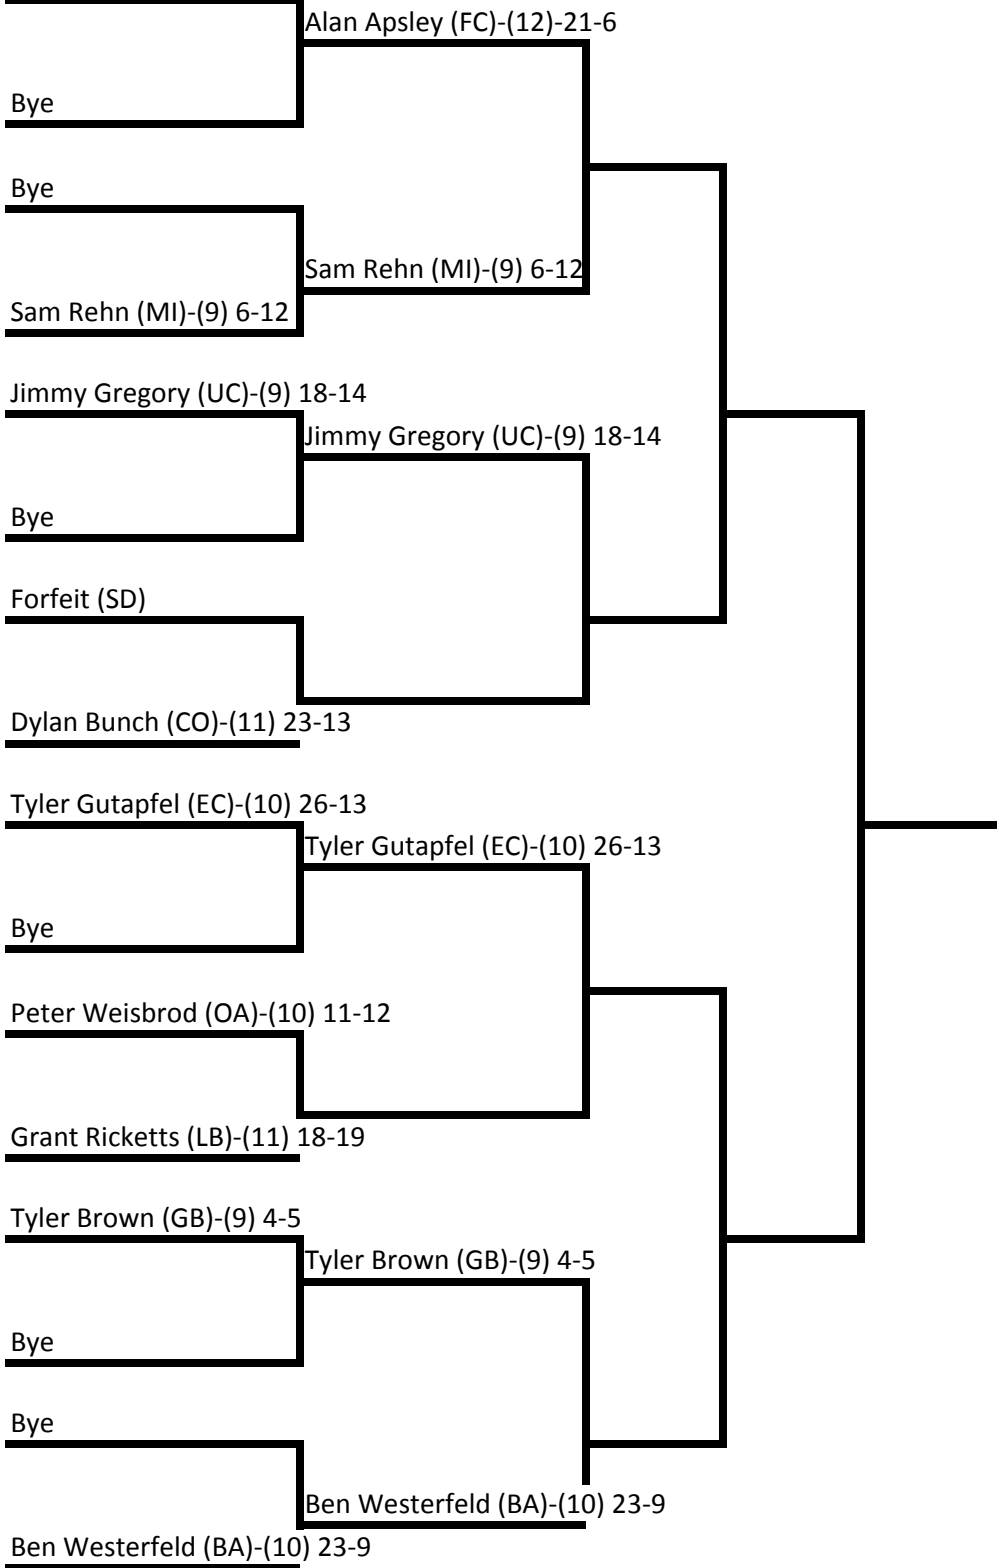 Alan Apsley (FC)-(12)-21-6
Bye
Bye
Sam Rehn (MI)-(9) 6-12
Sam Rehn (MI)-(9) 6-12
Jimmy Gregory (UC)-(9) 18-14
Jimmy Gregory (UC)-(9) 18-14
Bye
Forfeit (SD)
Dylan Bunch (CO)-(11) 23-13
Tyler Gutapfel (EC)-(10) 26-13
Tyler Gutapfel (EC)-(10) 26-13
Bye
Peter Weisbrod (OA)-(10) 11-12
Grant Ricketts (LB)-(11) 18-19
Tyler Brown (GB)-(9) 4-5
Tyler Brown (GB)-(9) 4-5
Bye
Bye
Ben Westerfeld (BA)-(10) 23-9
Ben Westerfeld (BA)-(10) 23-9